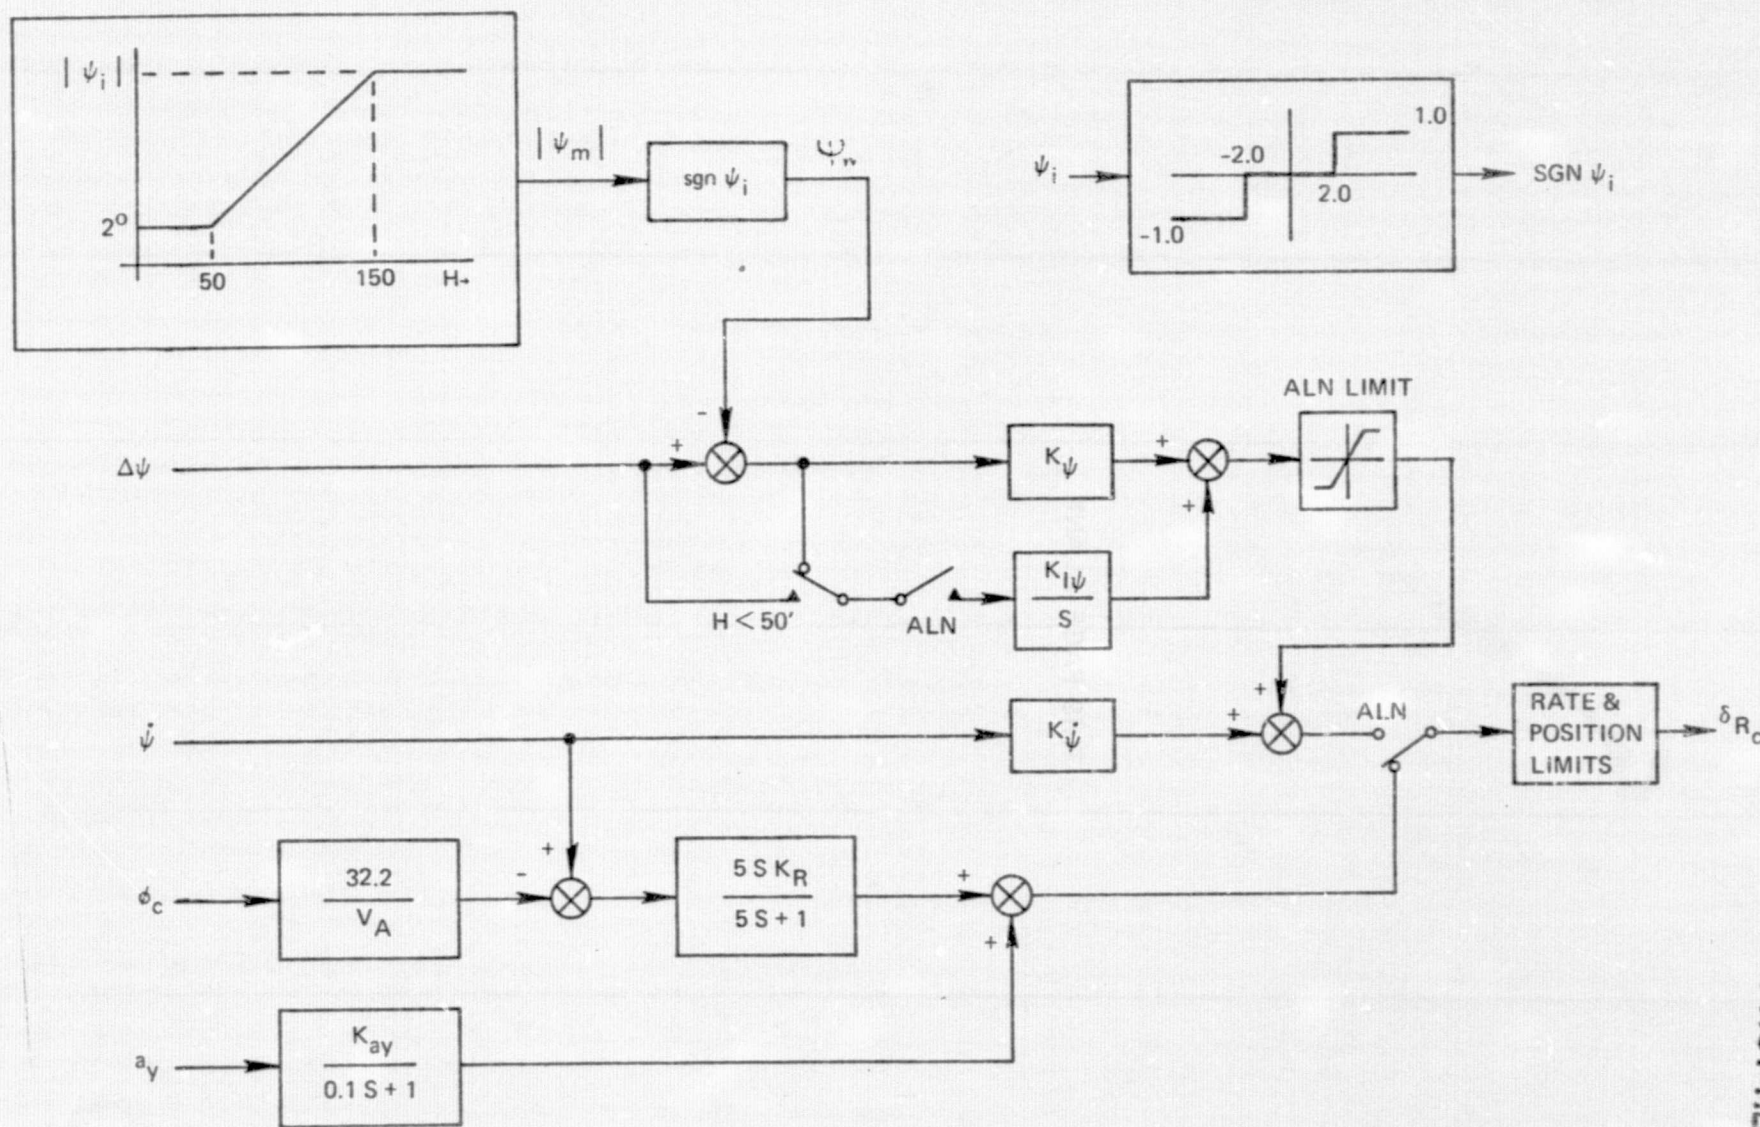 | ψi |
2°
50
150
H→
|ψm|
sgn ψi
ψi
-2.0
1.0
2.0
-1.0
SGN ψi
ALN LIMIT
-
+
Δψ
Kψ
+
+
H < 50'
ALN
KIψ
S
ψ̇
Kψ̇
+
+
ALN
RATE &
POSITION
LIMITS
φc
32.2
VA
+
-
5 S KR
5 S + 1
+
+
ay
Kay
0.1 S + 1